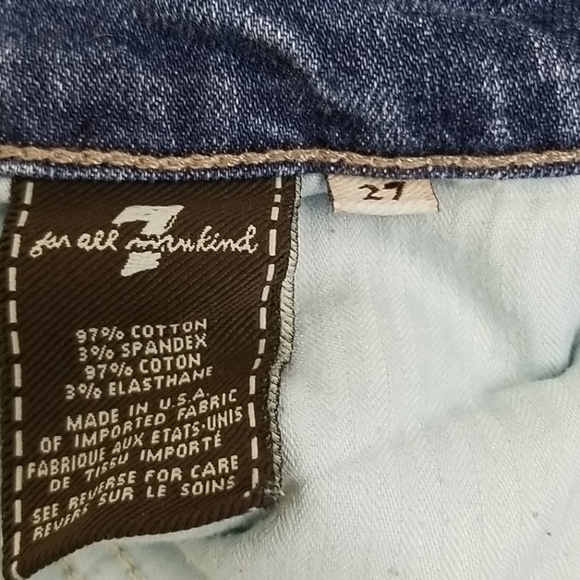 7 for all mankind
27
97% COTTON
3% SPANDEX
97% COTON
3% ELASTHANE
MADE IN U.S.A.
OF IMPORTED FABRIC
FABRIQUE AUX ETATS-UNIS
DE TISSU IMPORTÉ
SEE REVERSE FOR CARE
REVERS SUR LE SOINS